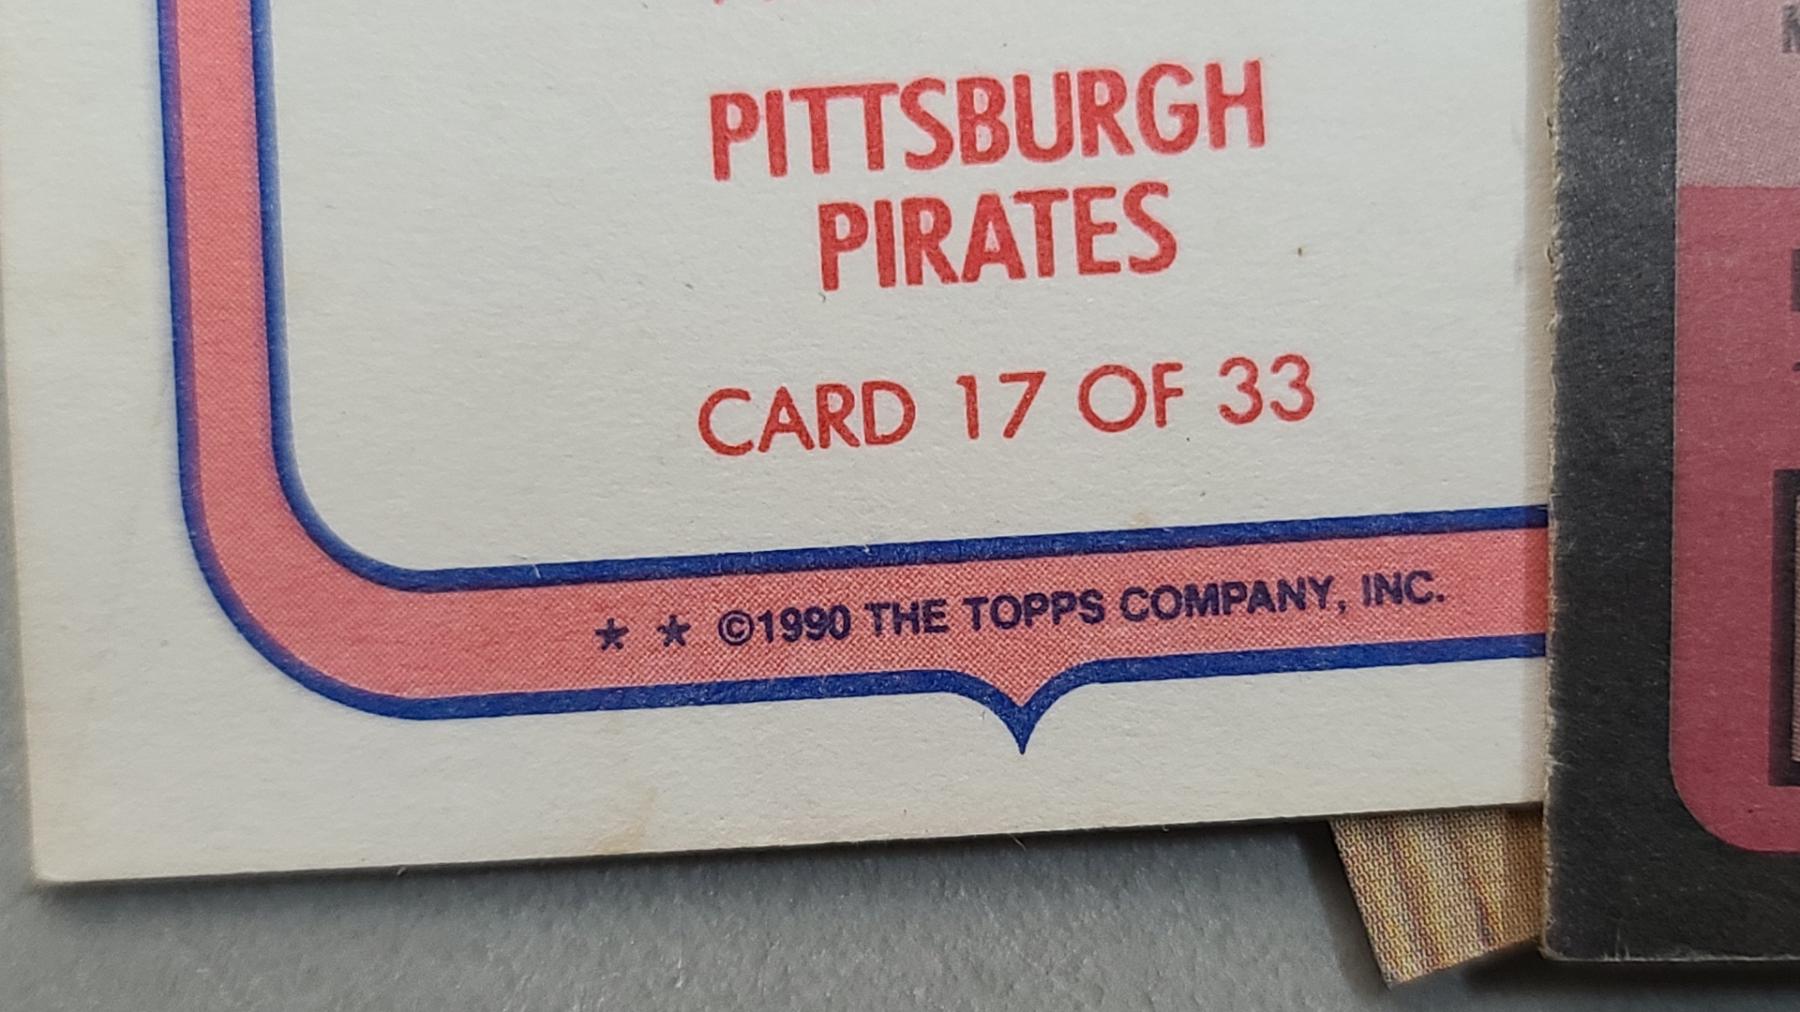 PITTSBURGH
PIRATES
CARD 17 OF 33
★ ★ ©1990 THE TOPPS COMPANY, INC.